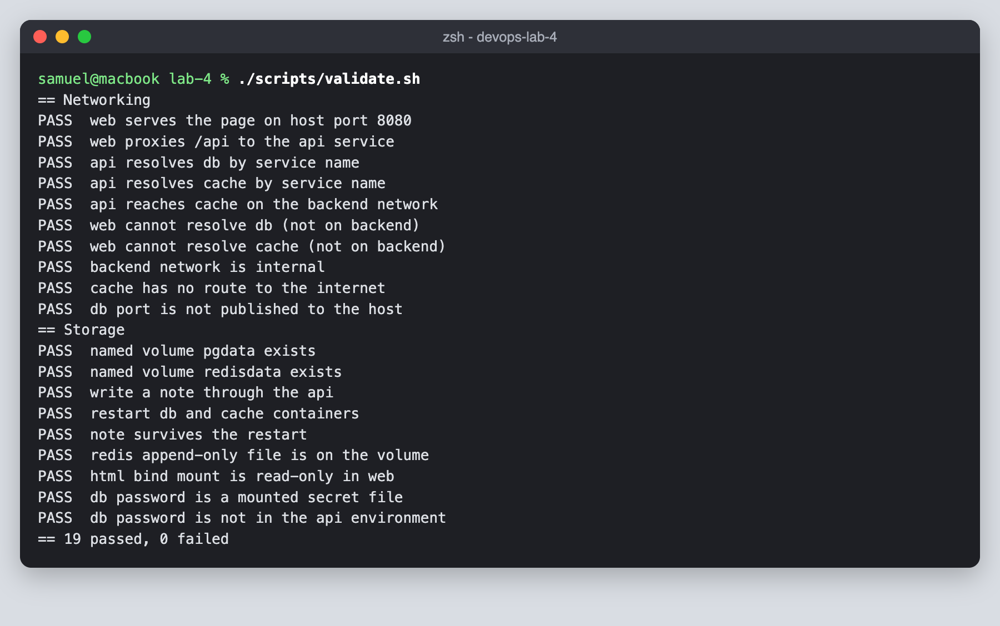 zsh - devops-lab-4
samuel@macbook lab-4 % ./scripts/validate.sh
== Networking
PASS  web serves the page on host port 8080
PASS  web proxies /api to the api service
PASS  api resolves db by service name
PASS  api resolves cache by service name
PASS  api reaches cache on the backend network
PASS  web cannot resolve db (not on backend)
PASS  web cannot resolve cache (not on backend)
PASS  backend network is internal
PASS  cache has no route to the internet
PASS  db port is not published to the host
== Storage
PASS  named volume pgdata exists
PASS  named volume redisdata exists
PASS  write a note through the api
PASS  restart db and cache containers
PASS  note survives the restart
PASS  redis append-only file is on the volume
PASS  html bind mount is read-only in web
PASS  db password is a mounted secret file
PASS  db password is not in the api environment
== 19 passed, 0 failed